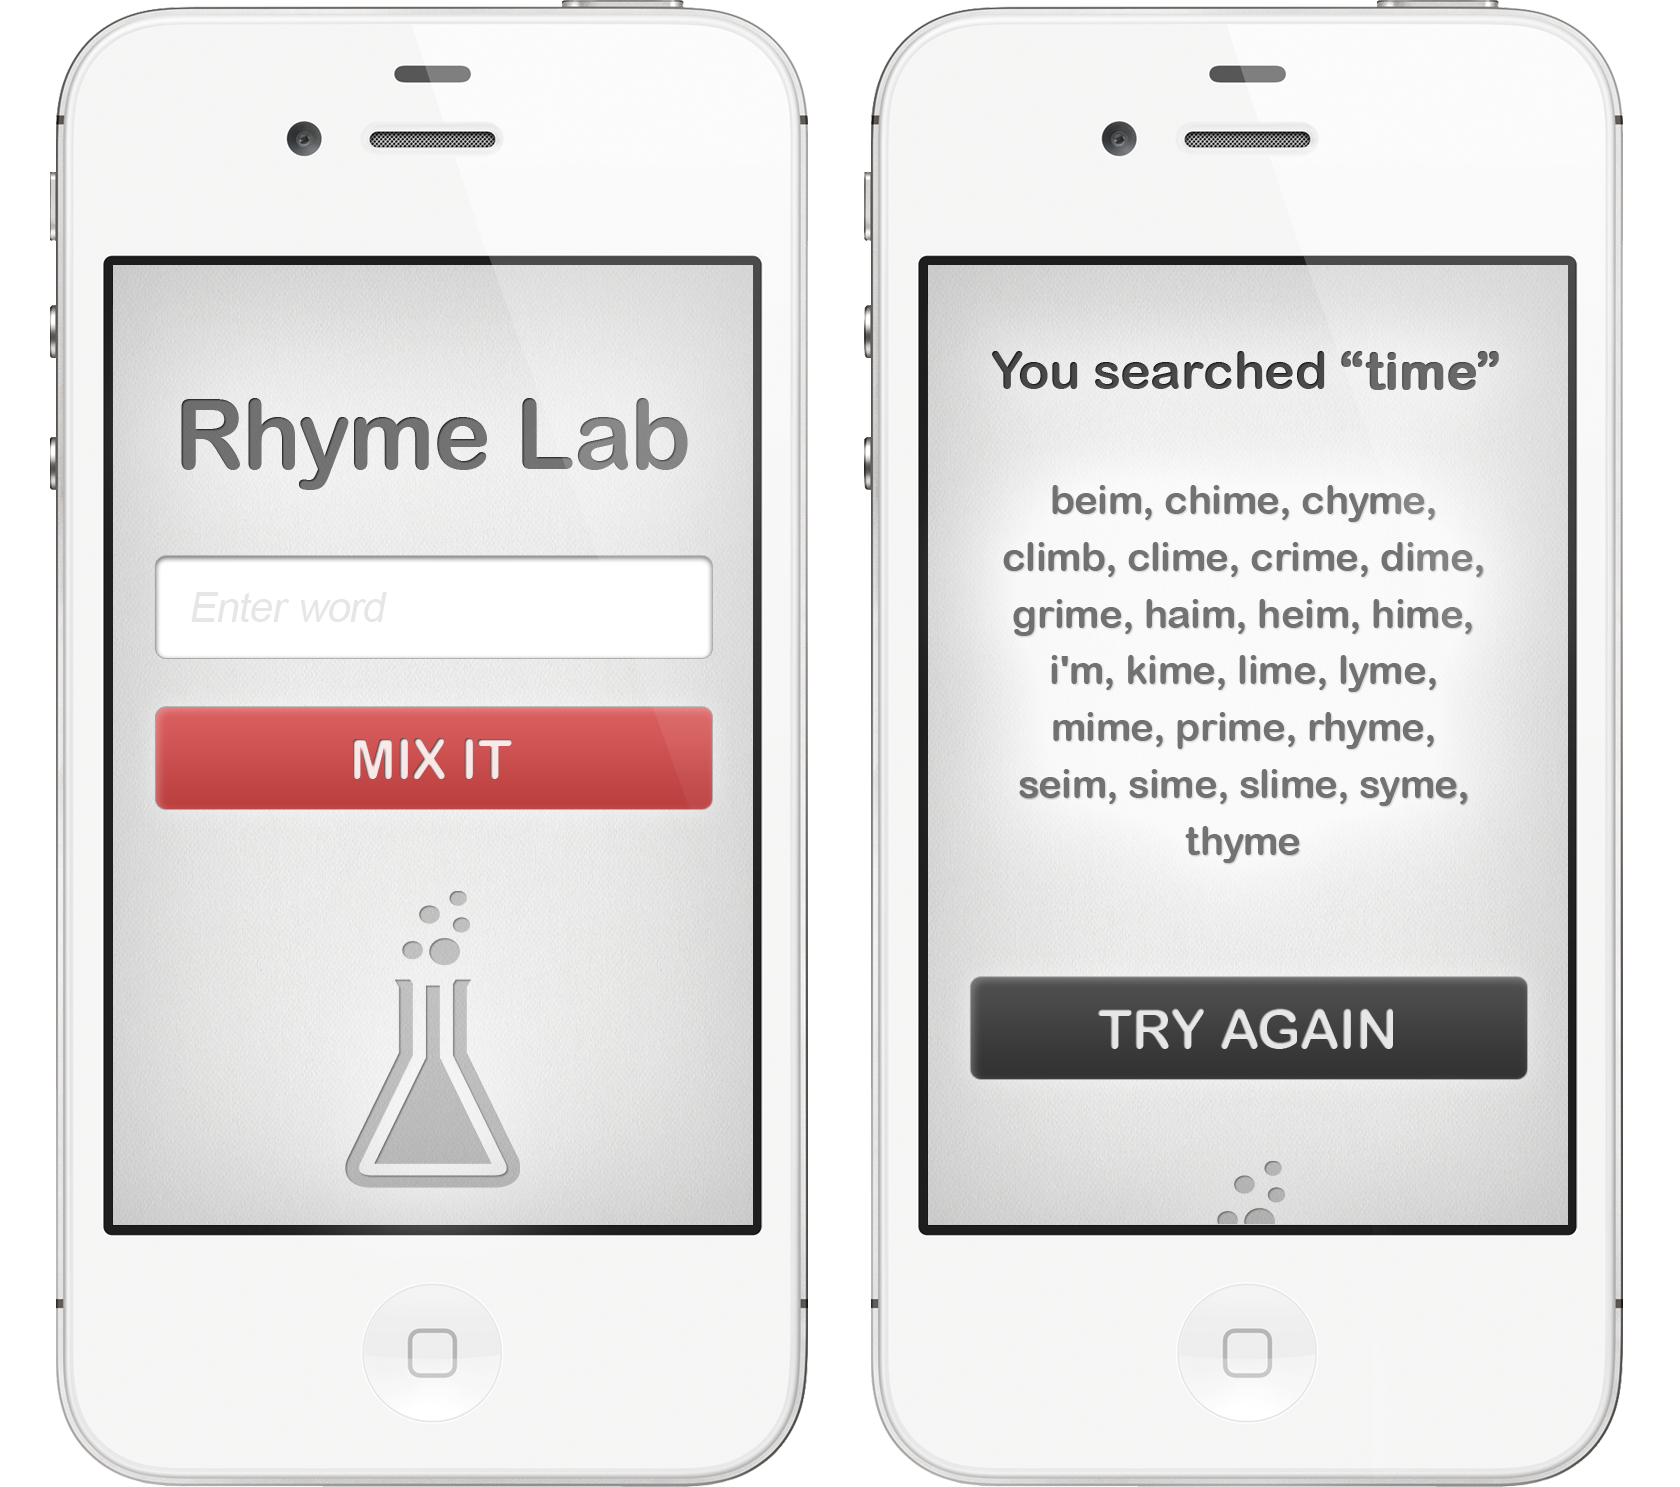 Rhyme Lab
Enter word
MIX IT
You searched “time”
beim, chime, chyme,
climb, clime, crime, dime,
grime, haim, heim, hime,
i'm, kime, lime, lyme,
mime, prime, rhyme,
seim, sime, slime, syme,
thyme
TRY AGAIN